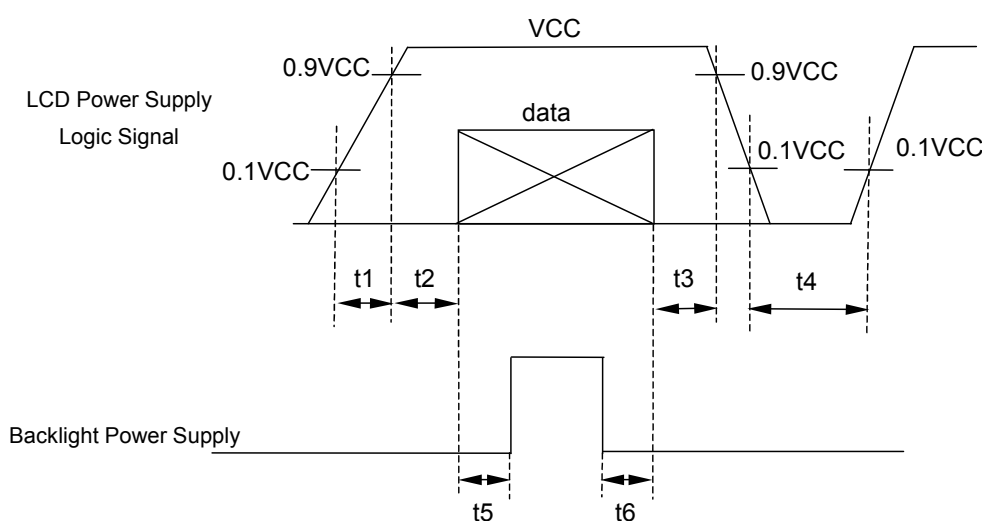 VCC
0.9VCC
0.9VCC
LCD Power Supply
Logic Signal
data
0.1VCC
0.1VCC
0.1VCC
t1
t2
t3
t4
Backlight Power Supply
t5
t6